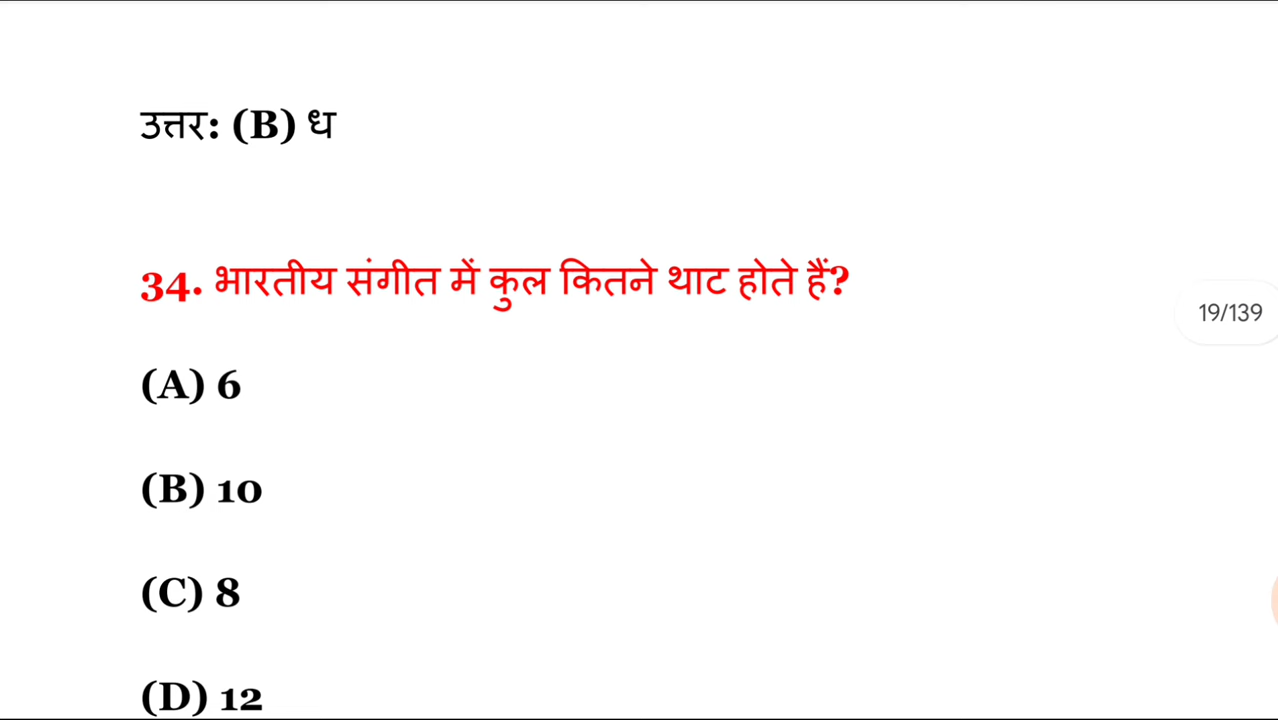 उत्तर: (B) ध
34. भारतीय संगीत में कुल कितने थाट होते हैं?
19/139
(A) 6
(B) 10
(C) 8
(D) 12